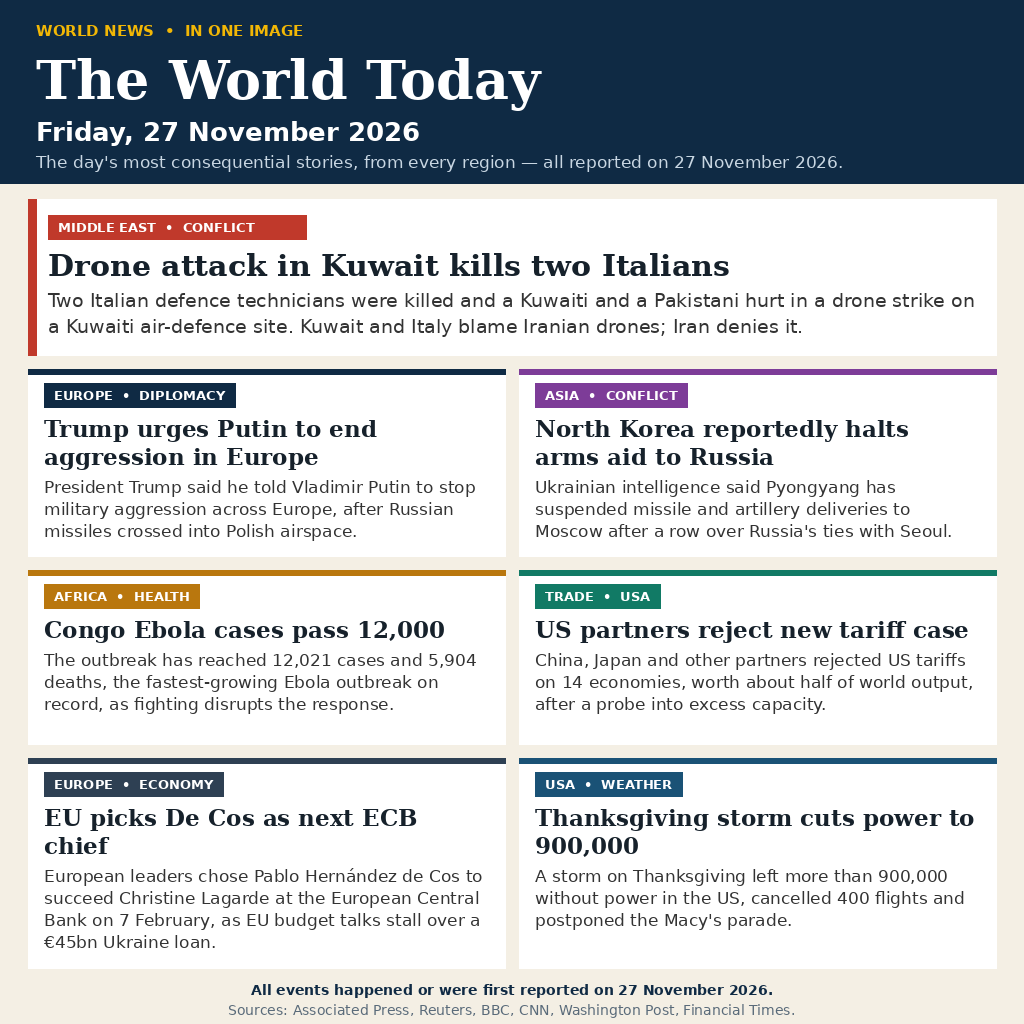 WORLD NEWS • IN ONE IMAGE
The World Today
Friday, 27 November 2026
The day's most consequential stories, from every region — all reported on 27 November 2026.
MIDDLE EAST • CONFLICT
Drone attack in Kuwait kills two Italians
Two Italian defence technicians were killed and a Kuwaiti and a Pakistani hurt in a drone strike on
a Kuwaiti air-defence site. Kuwait and Italy blame Iranian drones; Iran denies it.
EUROPE • DIPLOMACY
Trump urges Putin to end
aggression in Europe
President Trump said he told Vladimir Putin to stop
military aggression across Europe, after Russian
missiles crossed into Polish airspace.
ASIA • CONFLICT
North Korea reportedly halts
arms aid to Russia
Ukrainian intelligence said Pyongyang has
suspended missile and artillery deliveries to
Moscow after a row over Russia's ties with Seoul.
AFRICA • HEALTH
Congo Ebola cases pass 12,000
The outbreak has reached 12,021 cases and 5,904
deaths, the fastest-growing Ebola outbreak on
record, as fighting disrupts the response.
TRADE • USA
US partners reject new tariff case
China, Japan and other partners rejected US tariffs
on 14 economies, worth about half of world output,
after a probe into excess capacity.
EUROPE • ECONOMY
EU picks De Cos as next ECB
chief
European leaders chose Pablo Hernández de Cos to
succeed Christine Lagarde at the European Central
Bank on 7 February, as EU budget talks stall over a
€45bn Ukraine loan.
USA • WEATHER
Thanksgiving storm cuts power to
900,000
A storm on Thanksgiving left more than 900,000
without power in the US, cancelled 400 flights and
postponed the Macy's parade.
All events happened or were first reported on 27 November 2026.
Sources: Associated Press, Reuters, BBC, CNN, Washington Post, Financial Times.